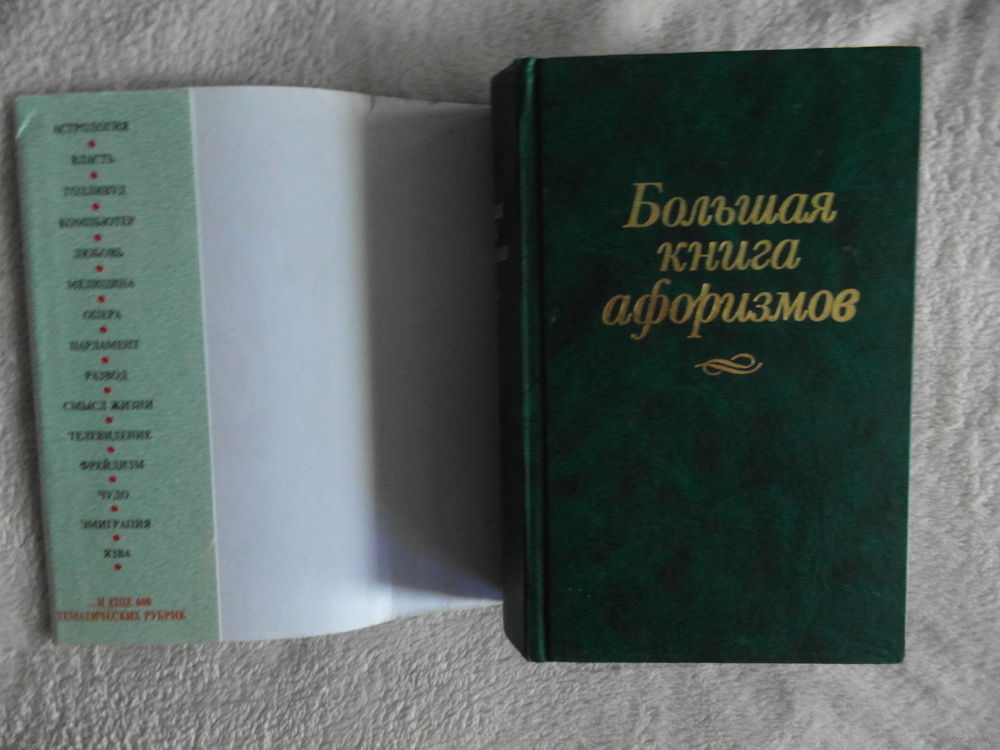 АСТРОЛОГИЯ
ВЛАСТЬ
ГОЛЛИВУД
КОМПЬЮТЕР
ЛЮБОВЬ
МЕДИЦИНА
ОПЕРА
ПАРЛАМЕНТ
РАЗВОД
СМЫСЛ ЖИЗНИ
ТЕЛЕВИДЕНИЕ
ФРЕЙДИЗМ
ЧУДО
ЭМИГРАЦИЯ
ЯЗВА
...И ЕЩЕ 600
ТЕМАТИЧЕСКИХ РУБРИК
Большая
книга
афоризмов